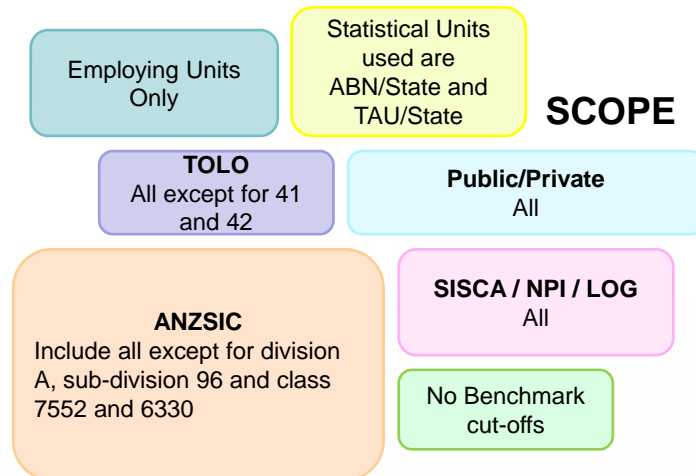 Employing Units
Only
Statistical Units
used are
ABN/State and
TAU/State
SCOPE
TOLO
All except for 41
and 42
Public/Private
All
ANZSIC
Include all except for division
A, sub-division 96 and class
7552 and 6330
SISCA / NPI / LOG
All
No Benchmark
cut-offs